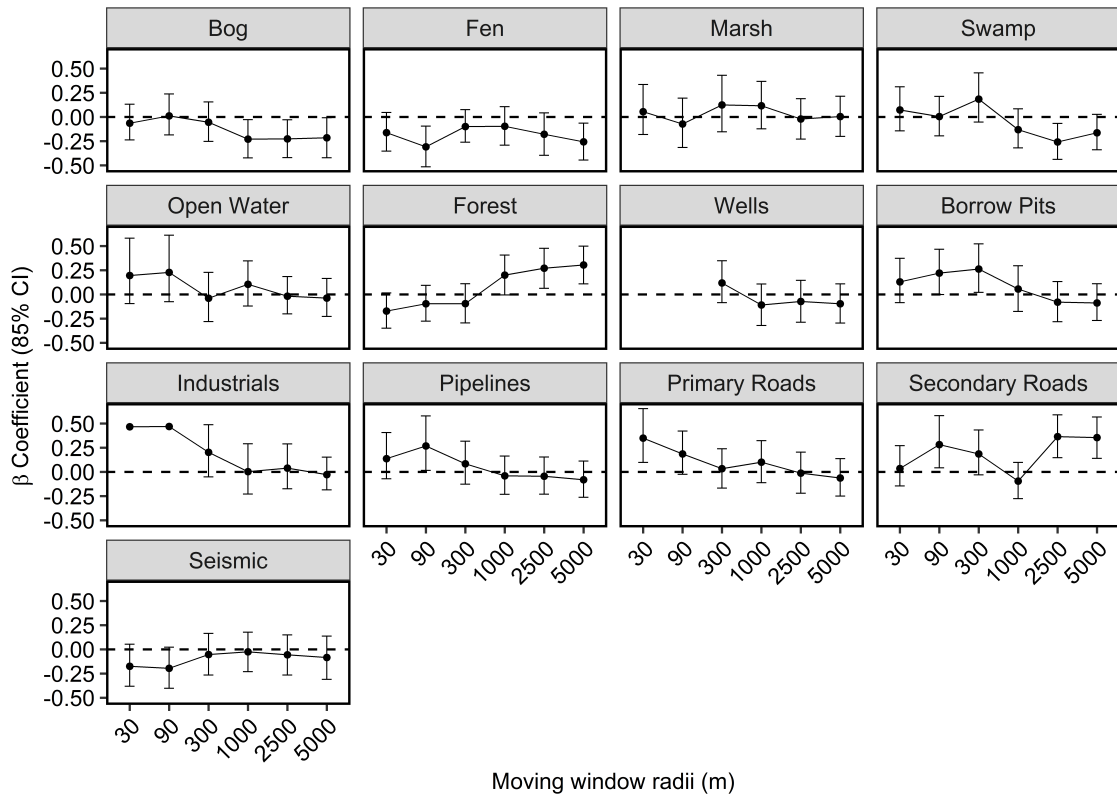 Bog Fen Marsh Swamp
0.50
0.25
0.00
-0.25
-0.50
Open Water Forest Wells Borrow Pits
0.50
0.25
0.00
-0.25
-0.50
Industrials Pipelines Primary Roads Secondary Roads
0.50
0.25
0.00
-0.25
-0.50
30 90 300 1000 2500 5000 30 90 300 1000 2500 5000 30 90 300 1000 2500 5000
Seismic
0.50
0.25
0.00
-0.25
-0.50
30 90 300 1000 2500 5000
β Coefficient (85% CI)
Moving window radii (m)